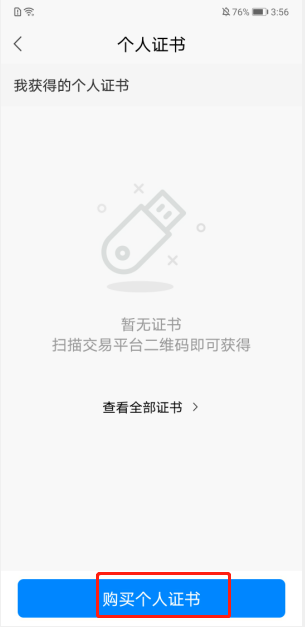 76% 3:56
个人证书
我获得的个人证书
暂无证书
扫描交易平台二维码即可获得
查看全部证书
购买个人证书